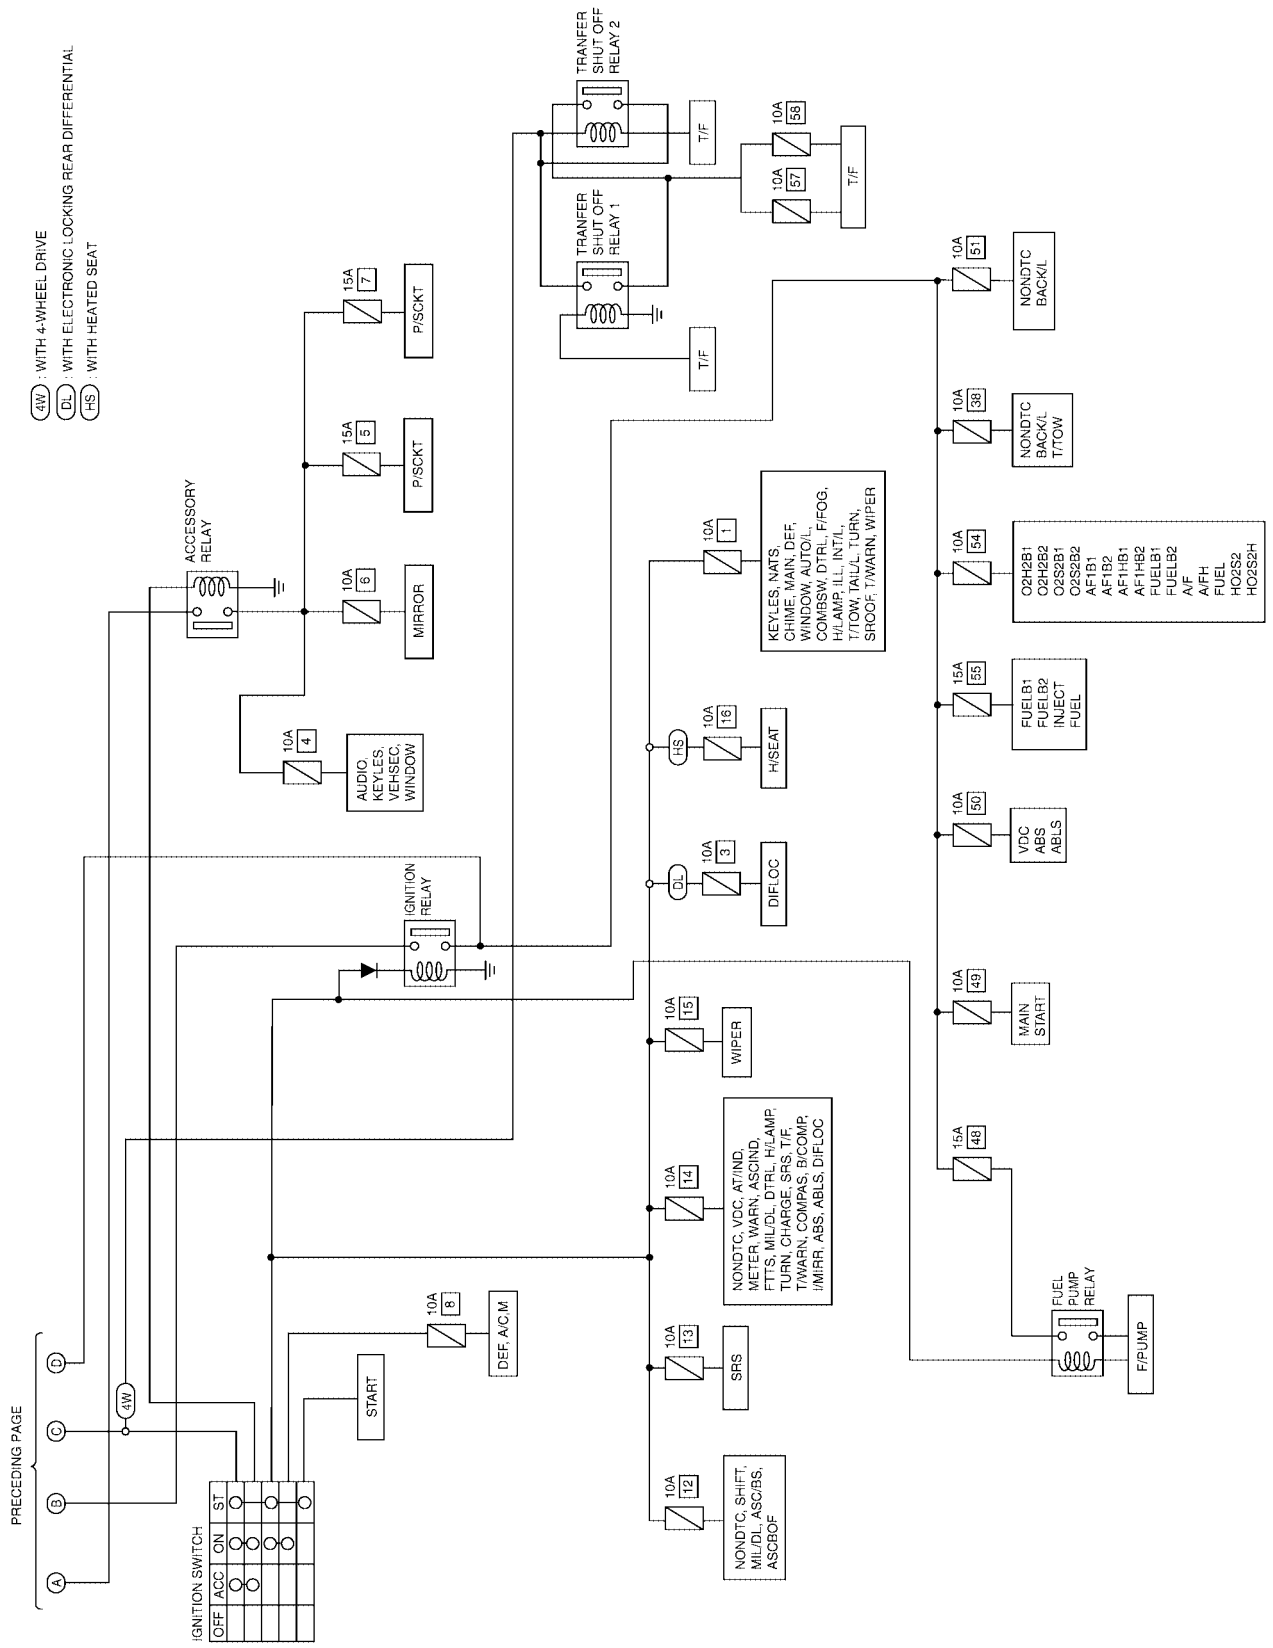 PRECEDING PAGE
A
B
C
D
4W
4W : WITH 4-WHEEL DRIVE
DL : WITH ELECTRONIC LOCKING REAR DIFFERENTIAL
HS : WITH HEATED SEAT
IGNITION SWITCH
OFF ACC ON ST
START
10A
8
DEF, A/C,M
IGNITION
RELAY
ACCESSORY
RELAY
10A
4
AUDIO,
KEYLES,
VEHSEC,
WINDOW
10A
6
MIRROR
15A
5
P/SCKT
15A
7
P/SCKT
TRANFER
SHUT OFF
RELAY 1
TRANFER
SHUT OFF
RELAY 2
T/F
T/F
10A
57
10A
58
T/F
10A
12
NONDTC, SHIFT,
MIL/DL, ASC/BS,
ASCBOF
10A
13
SRS
10A
14
NONDTC, VDC, AT/IND,
METER, WARN, ASCIND,
FTTS, MIL/DL, DTRL, H/LAMP,
TURN, CHARGE, SRS, T/F,
T/WARN, COMPAS, B/COMP,
I/MIRR, ABS, ABLS, DIFLOC
10A
15
WIPER
DL
10A
3
DIFLOC
HS
10A
16
H/SEAT
10A
1
KEYLES, NATS,
CHIME, MAIN, DEF,
WINDOW, AUTO/L,
COMBSW, DTRL, F/FOG,
H/LAMP, ILL, INT/L,
T/TOW, TAIL/L, TURN,
SROOF, T/WARN, WIPER
FUEL
PUMP
RELAY
F/PUMP
15A
48
10A
49
MAIN
START
10A
50
VDC
ABS
ABLS
15A
55
FUELB1
FUELB2
INJECT
FUEL
10A
54
O2H2B1
O2H2B2
O2S2B1
O2S2B2
AF1B1
AF1B2
AF1HB1
AF1HB2
FUELB1
FUELB2
A/F
A/FH
FUEL
HO2S2
HO2S2H
10A
38
NONDTC
BACK/L
T/TOW
10A
51
NONDTC
BACK/L